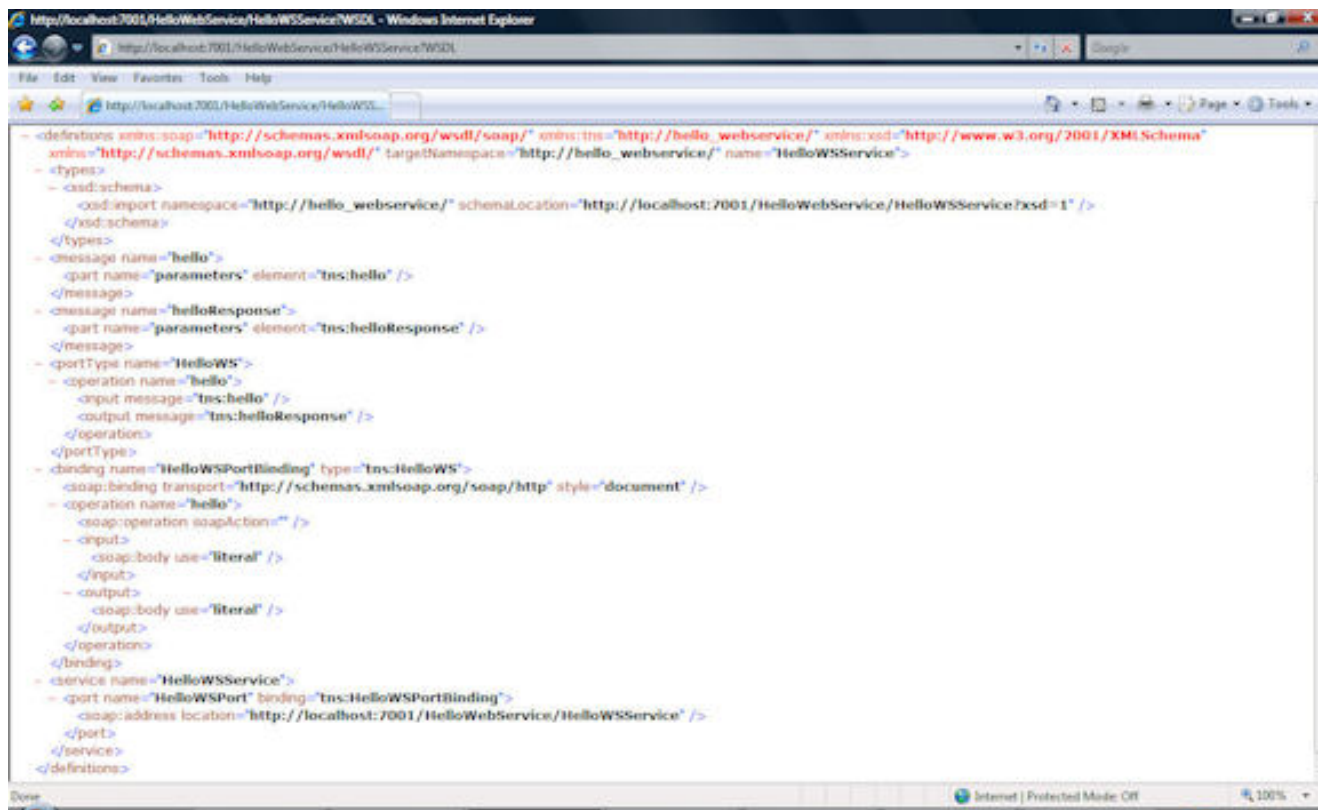 http://localhost:7001/HelloWebService/HelloWSService?WSDL - Windows Internet Explorer
http://localhost:7001/HelloWebService/HelloWSService?WSDL
Google
File Edit View Favorites Tools Help
http://localhost:7001/HelloWebService/HelloWSS...
Page Tools
- <definitions xmlns:soap="http://schemas.xmlsoap.org/wsdl/soap/" xmlns:tns="http://hello_webservice/" xmlns:xsd="http://www.w3.org/2001/XMLSchema"
xmlns="http://schemas.xmlsoap.org/wsdl/" targetNamespace="http://hello_webservice/" name="HelloWSService">
- <types>
- <xsd:schema>
<xsd:import namespace="http://hello_webservice/" schemaLocation="http://localhost:7001/HelloWebService/HelloWSService?xsd=1" />
</xsd:schema>
</types>
- <message name="hello">
<part name="parameters" element="tns:hello" />
</message>
- <message name="helloResponse">
<part name="parameters" element="tns:helloResponse" />
</message>
- <portType name="HelloWS">
- <operation name="hello">
<input message="tns:hello" />
<output message="tns:helloResponse" />
</operation>
</portType>
- <binding name="HelloWSPortBinding" type="tns:HelloWS">
<soap:binding transport="http://schemas.xmlsoap.org/soap/http" style="document" />
- <operation name="hello">
<soap:operation soapAction="" />
- <input>
<soap:body use="literal" />
</input>
- <output>
<soap:body use="literal" />
</output>
</operation>
</binding>
- <service name="HelloWSService">
- <port name="HelloWSPort" binding="tns:HelloWSPortBinding">
<soap:address location="http://localhost:7001/HelloWebService/HelloWSService" />
</port>
</service>
</definitions>
Done
Internet | Protected Mode: Off
100%